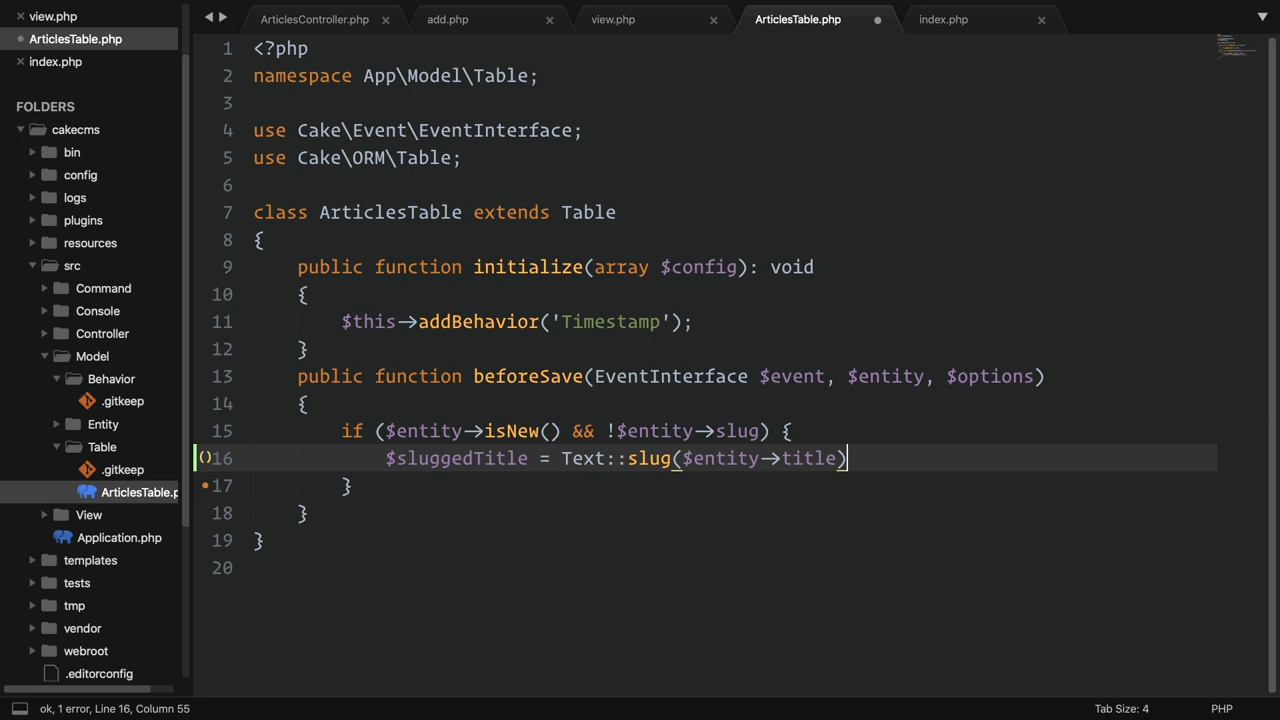 view.php
ArticlesTable.php
index.php
FOLDERS
cakecms
bin
config
logs
plugins
resources
src
Command
Console
Controller
Model
Behavior
.gitkeep
Entity
Table
.gitkeep
ArticlesTable.p
View
Application.php
templates
tests
tmp
vendor
webroot
.editorconfig
ArticlesController.php
add.php
view.php
ArticlesTable.php
index.php
1 <?php
2 namespace App\Model\Table;
3
4 use Cake\Event\EventInterface;
5 use Cake\ORM\Table;
6
7 class ArticlesTable extends Table
8 {
9 public function initialize(array $config): void
10 {
11 $this->addBehavior('Timestamp');
12 }
13 public function beforeSave(EventInterface $event, $entity, $options)
14 {
15 if ($entity->isNew() && !$entity->slug) {
16 $sluggedTitle = Text::slug($entity->title)
17 }
18 }
19 }
20
ok, 1 error, Line 16, Column 55
Tab Size: 4
PHP